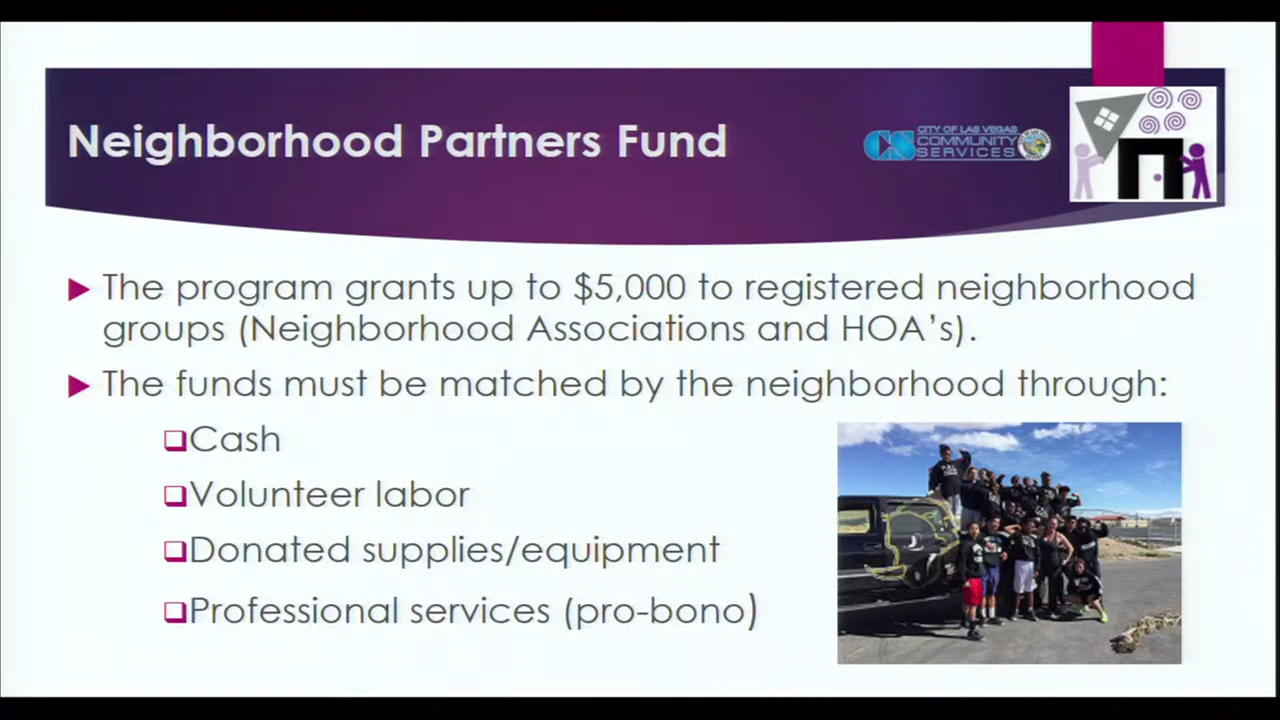 Neighborhood Partners Fund
CITY OF LAS VEGAS
COMMUNITY
SERVICES
The program grants up to $5,000 to registered neighborhood
groups (Neighborhood Associations and HOA's).
The funds must be matched by the neighborhood through:
Cash
Volunteer labor
Donated supplies/equipment
Professional services (pro-bono)